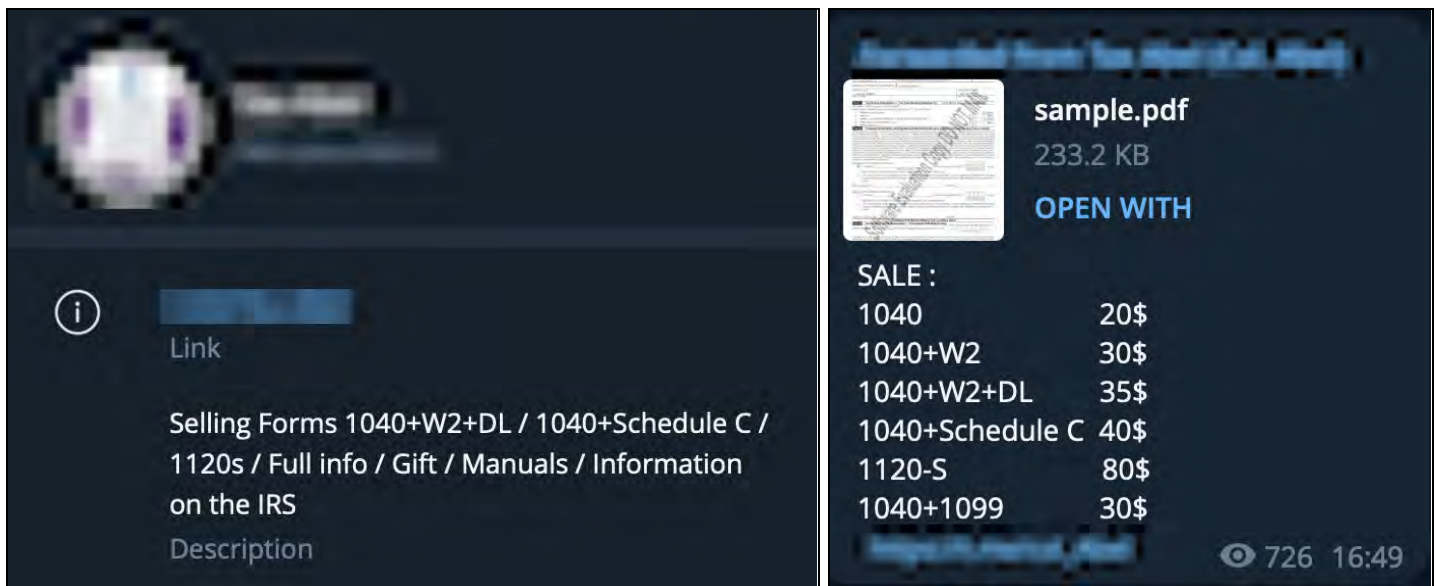 Link
Selling Forms 1040+W2+DL / 1040+Schedule C /
1120s / Full info / Gift / Manuals / Information
on the IRS
Description
sample.pdf
233.2 KB
OPEN WITH
SALE :
1040 20$
1040+W2 30$
1040+W2+DL 35$
1040+Schedule C 40$
1120-S 80$
1040+1099 30$
726 16:49